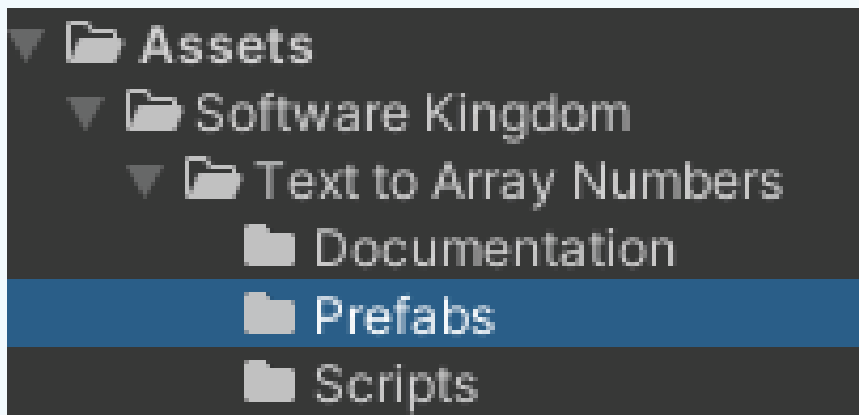 Assets
Software Kingdom
Text to Array Numbers
Documentation
Prefabs
Scripts